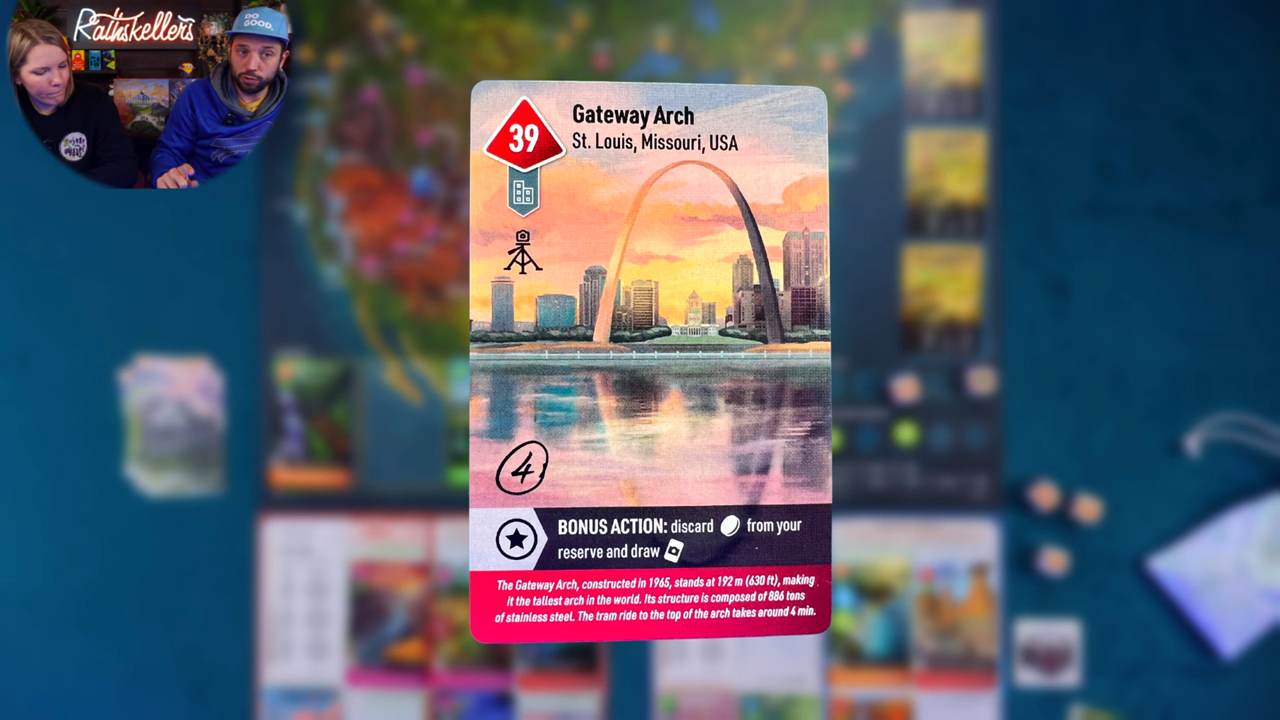 Rathskellers
DO
GOOD.
39
Gateway Arch
St. Louis, Missouri, USA
4
BONUS ACTION: discard from your
reserve and draw
The Gateway Arch, constructed in 1965, stands at 192 m (630 ft), making
it the tallest arch in the world. Its structure is composed of 886 tons
of stainless steel. The tram ride to the top of the arch takes around 4 min.